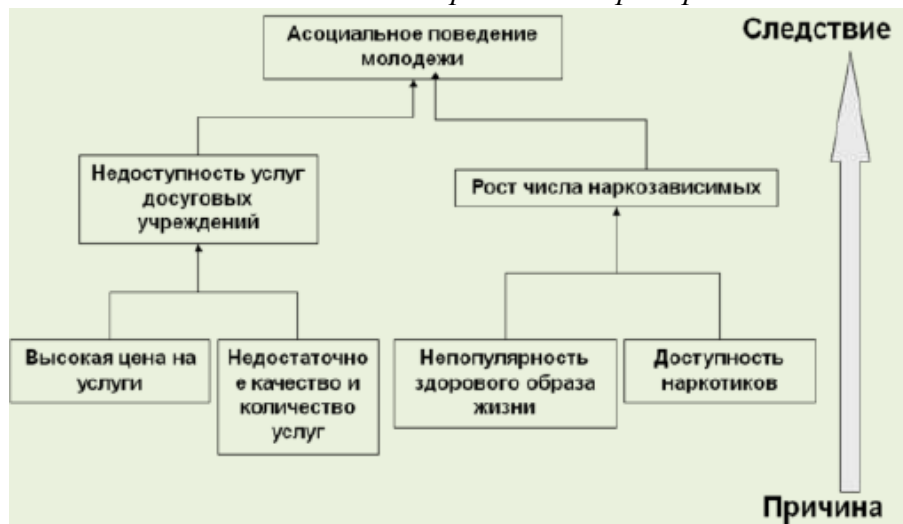 Асоциальное поведение
молодежи
Следствие
Недоступность услуг
досуговых
учреждений
Рост числа наркозависимых
Высокая цена на
услуги
Недостаточно
е качество и
количество
услуг
Непопулярность
здорового образа
жизни
Доступность
наркотиков
Причина